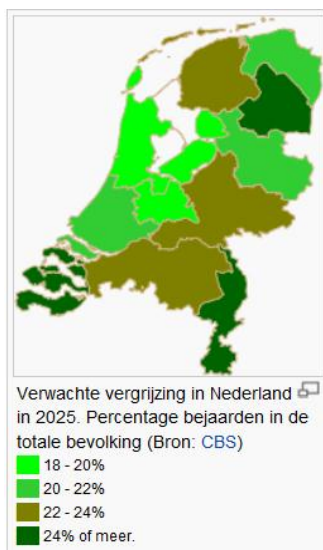 Verwachte vergrijzing in Nederland
in 2025. Percentage bejaarden in de
totale bevolking (Bron: CBS)
18 - 20%
20 - 22%
22 - 24%
24% of meer.